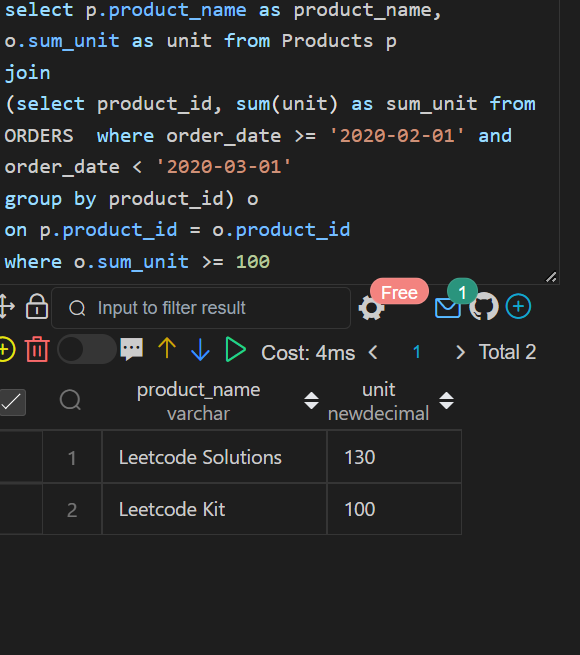 select p.product_name as product_name,
o.sum_unit as unit from Products p
join
(select product_id, sum(unit) as sum_unit from
ORDERS  where order_date >= '2020-02-01' and
order_date < '2020-03-01'
group by product_id) o
on p.product_id = o.product_id
where o.sum_unit >= 100
Input to filter result
Free
1
Cost: 4ms
1
Total 2
product_name
varchar
unit
newdecimal
1 Leetcode Solutions 130
2 Leetcode Kit 100